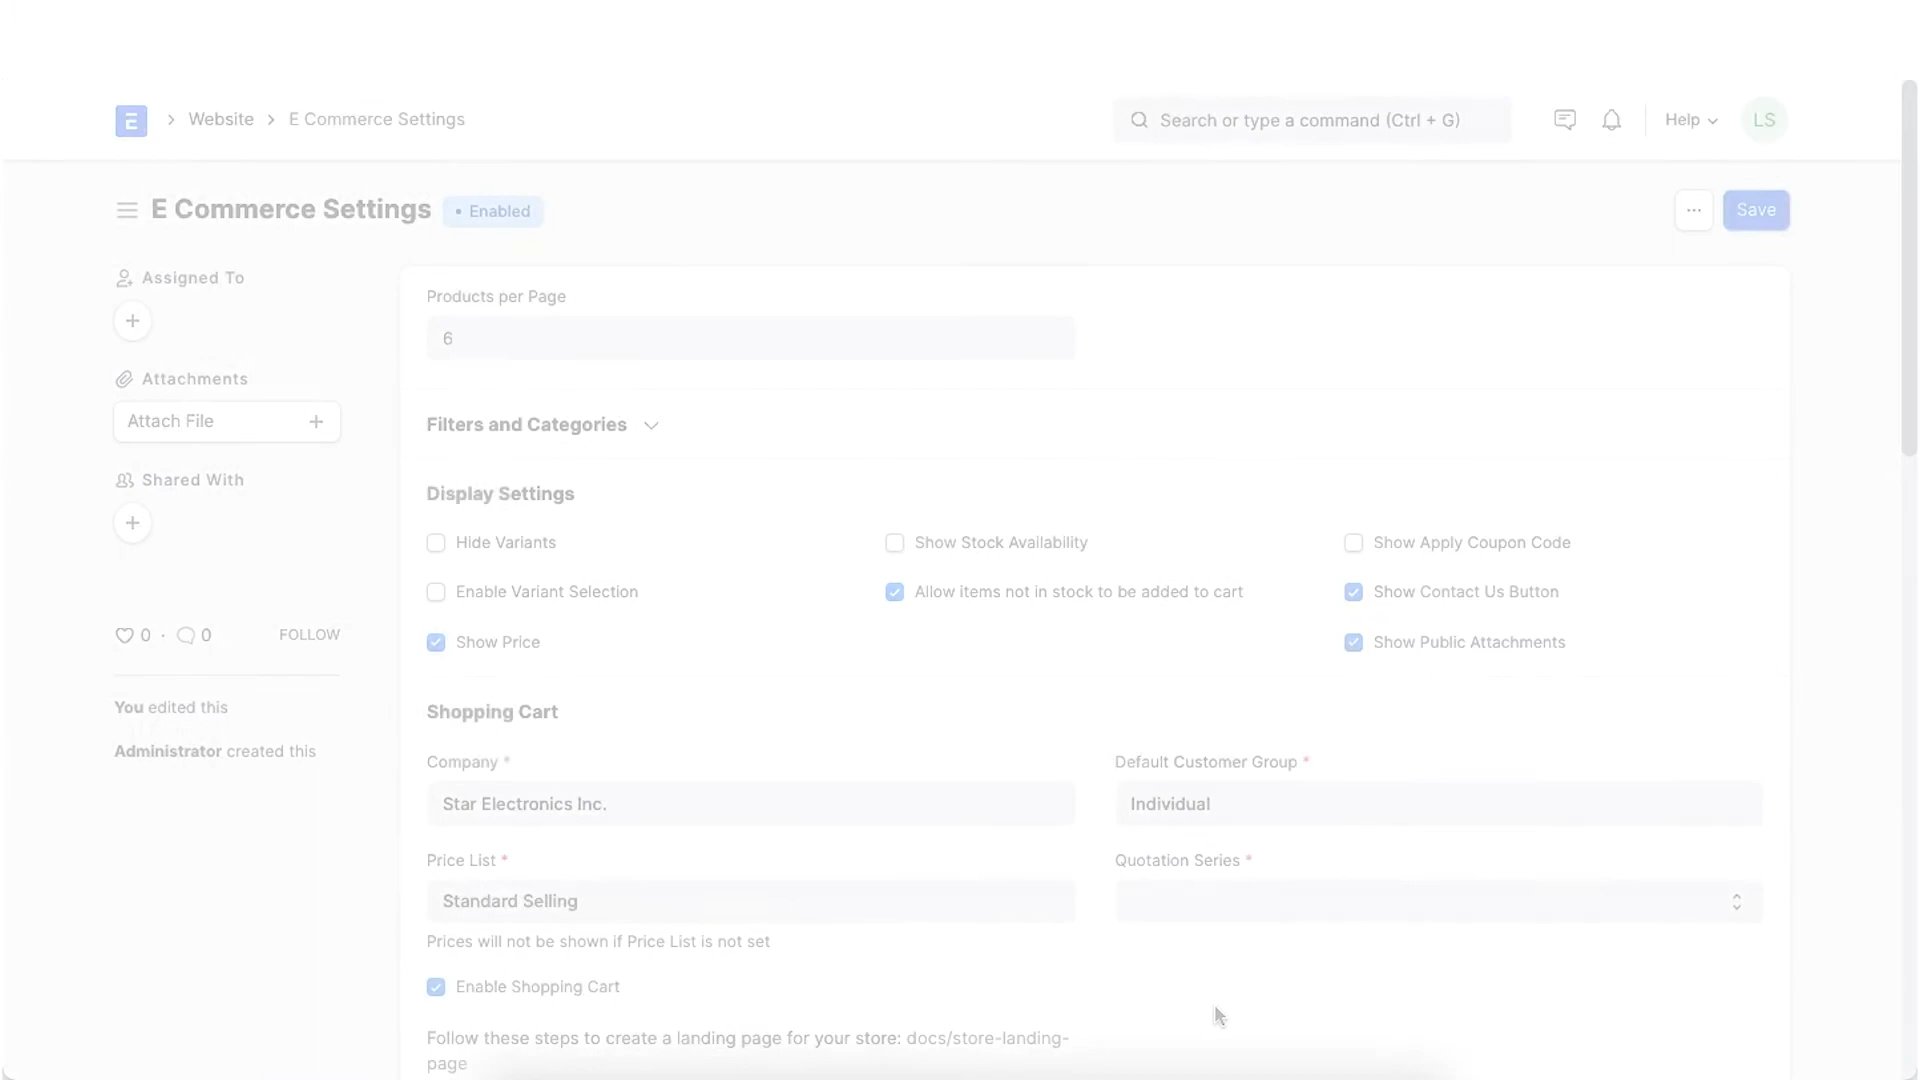 E
Website
E Commerce Settings
Search or type a command (Ctrl + G)
Help
LS
E Commerce Settings
Enabled
...
Save
Assigned To
Attachments
Attach File
Shared With
0 · 0
FOLLOW
You edited this
Administrator created this
Products per Page
6
Filters and Categories
Display Settings
Hide Variants
Show Stock Availability
Show Apply Coupon Code
Enable Variant Selection
Allow items not in stock to be added to cart
Show Contact Us Button
Show Price
Show Public Attachments
Shopping Cart
Company *
Default Customer Group *
Star Electronics Inc.
Individual
Price List *
Quotation Series *
Standard Selling
Prices will not be shown if Price List is not set
Enable Shopping Cart
Follow these steps to create a landing page for your store: docs/store-landing-
page